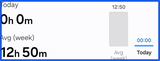 Today
0h 0m
Avg (week)
12h 50m
12:50
00:00
Avg Today
(week)